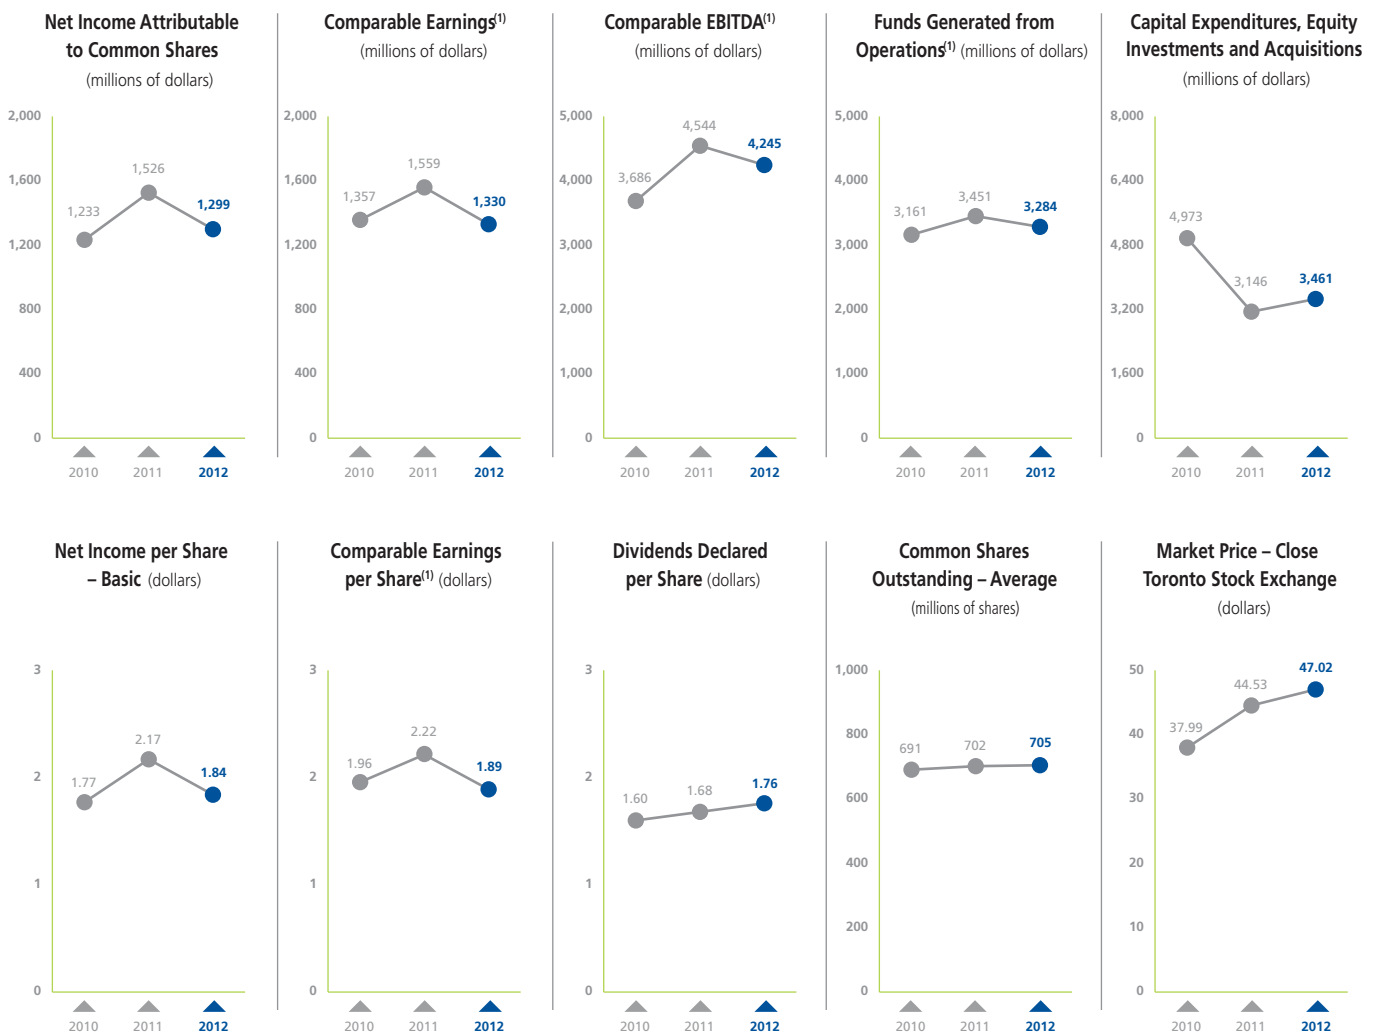 Net Income Attributable
to Common Shares
(millions of dollars)
2,000
1,600
1,200
800
400
0
1,233
1,526
1,299
2010 2011 2012
Comparable Earnings(1)
(millions of dollars)
2,000
1,600
1,200
800
400
0
1,357
1,559
1,330
2010 2011 2012
Comparable EBITDA(1)
(millions of dollars)
5,000
4,000
3,000
2,000
1,000
0
3,686
4,544
4,245
2010 2011 2012
Funds Generated from
Operations(1) (millions of dollars)
5,000
4,000
3,000
2,000
1,000
0
3,161
3,451
3,284
2010 2011 2012
Capital Expenditures, Equity
Investments and Acquisitions
(millions of dollars)
8,000
6,400
4,800
3,200
1,600
0
4,973
3,146
3,461
2010 2011 2012
Net Income per Share
– Basic (dollars)
3
2
1
0
1.77
2.17
1.84
2010 2011 2012
Comparable Earnings
per Share(1) (dollars)
3
2
1
0
1.96
2.22
1.89
2010 2011 2012
Dividends Declared
per Share (dollars)
3
2
1
0
1.60
1.68
1.76
2010 2011 2012
Common Shares
Outstanding – Average
(millions of shares)
1,000
800
600
400
200
0
691
702
705
2010 2011 2012
Market Price – Close
Toronto Stock Exchange
(dollars)
50
40
30
20
10
0
37.99
44.53
47.02
2010 2011 2012